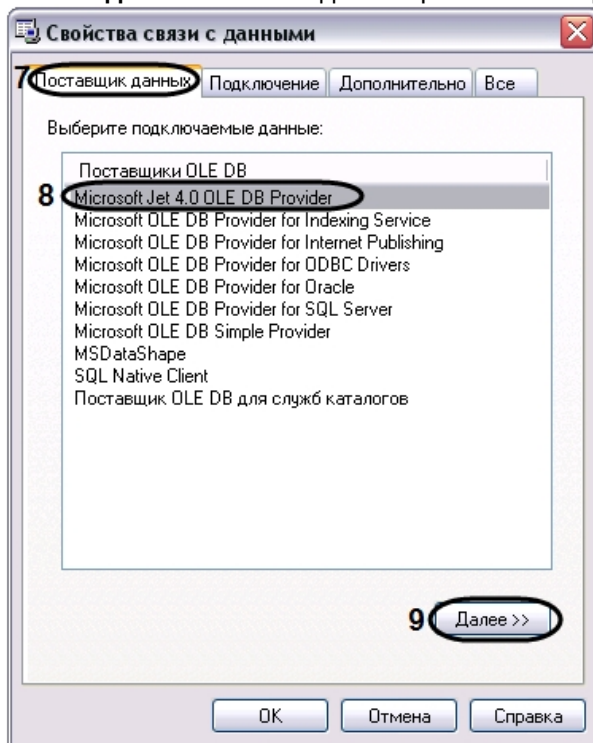 Свойства связи с данными
7 Поставщик данных Подключение Дополнительно Все
Выберите подключаемые данные:
Поставщики OLE DB
8 Microsoft Jet 4.0 OLE DB Provider
Microsoft OLE DB Provider for Indexing Service
Microsoft OLE DB Provider for Internet Publishing
Microsoft OLE DB Provider for ODBC Drivers
Microsoft OLE DB Provider for Oracle
Microsoft OLE DB Provider for SQL Server
Microsoft OLE DB Simple Provider
MSDataShape
SQL Native Client
Поставщик OLE DB для служб каталогов
9 Далее >>
OK Отмена Справка